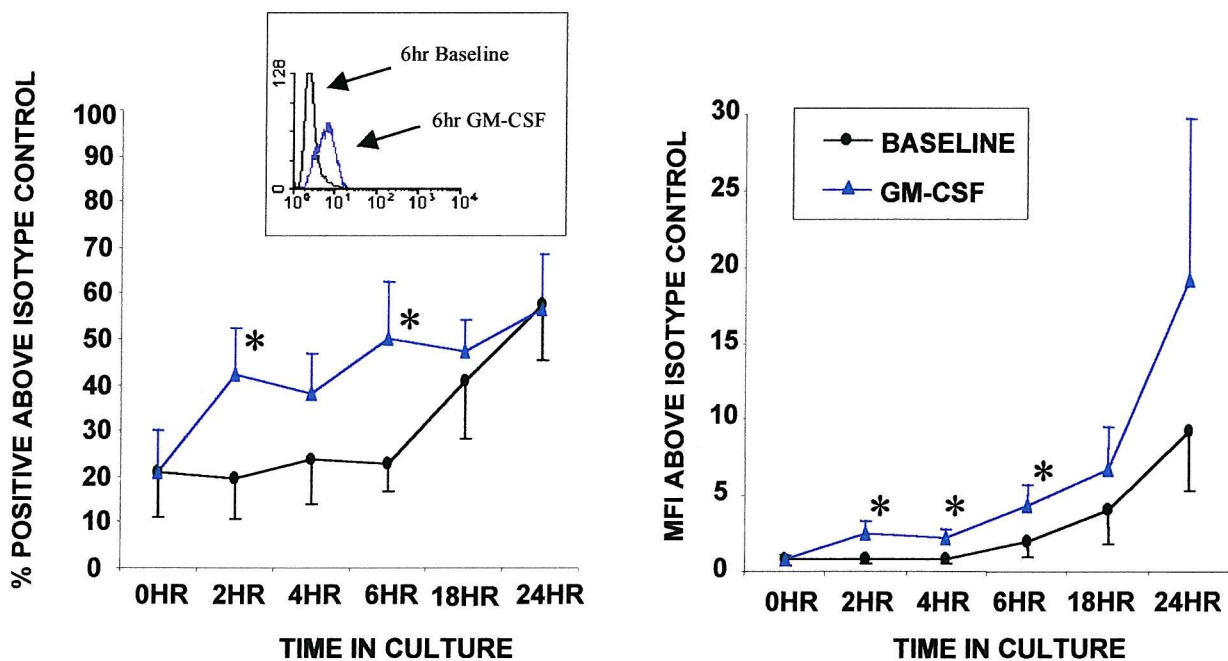 6hr Baseline
6hr GM-CSF
128
0
10⁰ 10¹ 10² 10³ 10⁴
% POSITIVE ABOVE ISOTYPE CONTROL
100
90
80
70
60
50
40
30
20
10
0
* *
0HR 2HR 4HR 6HR 18HR 24HR
TIME IN CULTURE
BASELINE
GM-CSF
MFI ABOVE ISOTYPE CONTROL
30
25
20
15
10
5
0
* * *
0HR 2HR 4HR 6HR 18HR 24HR
TIME IN CULTURE